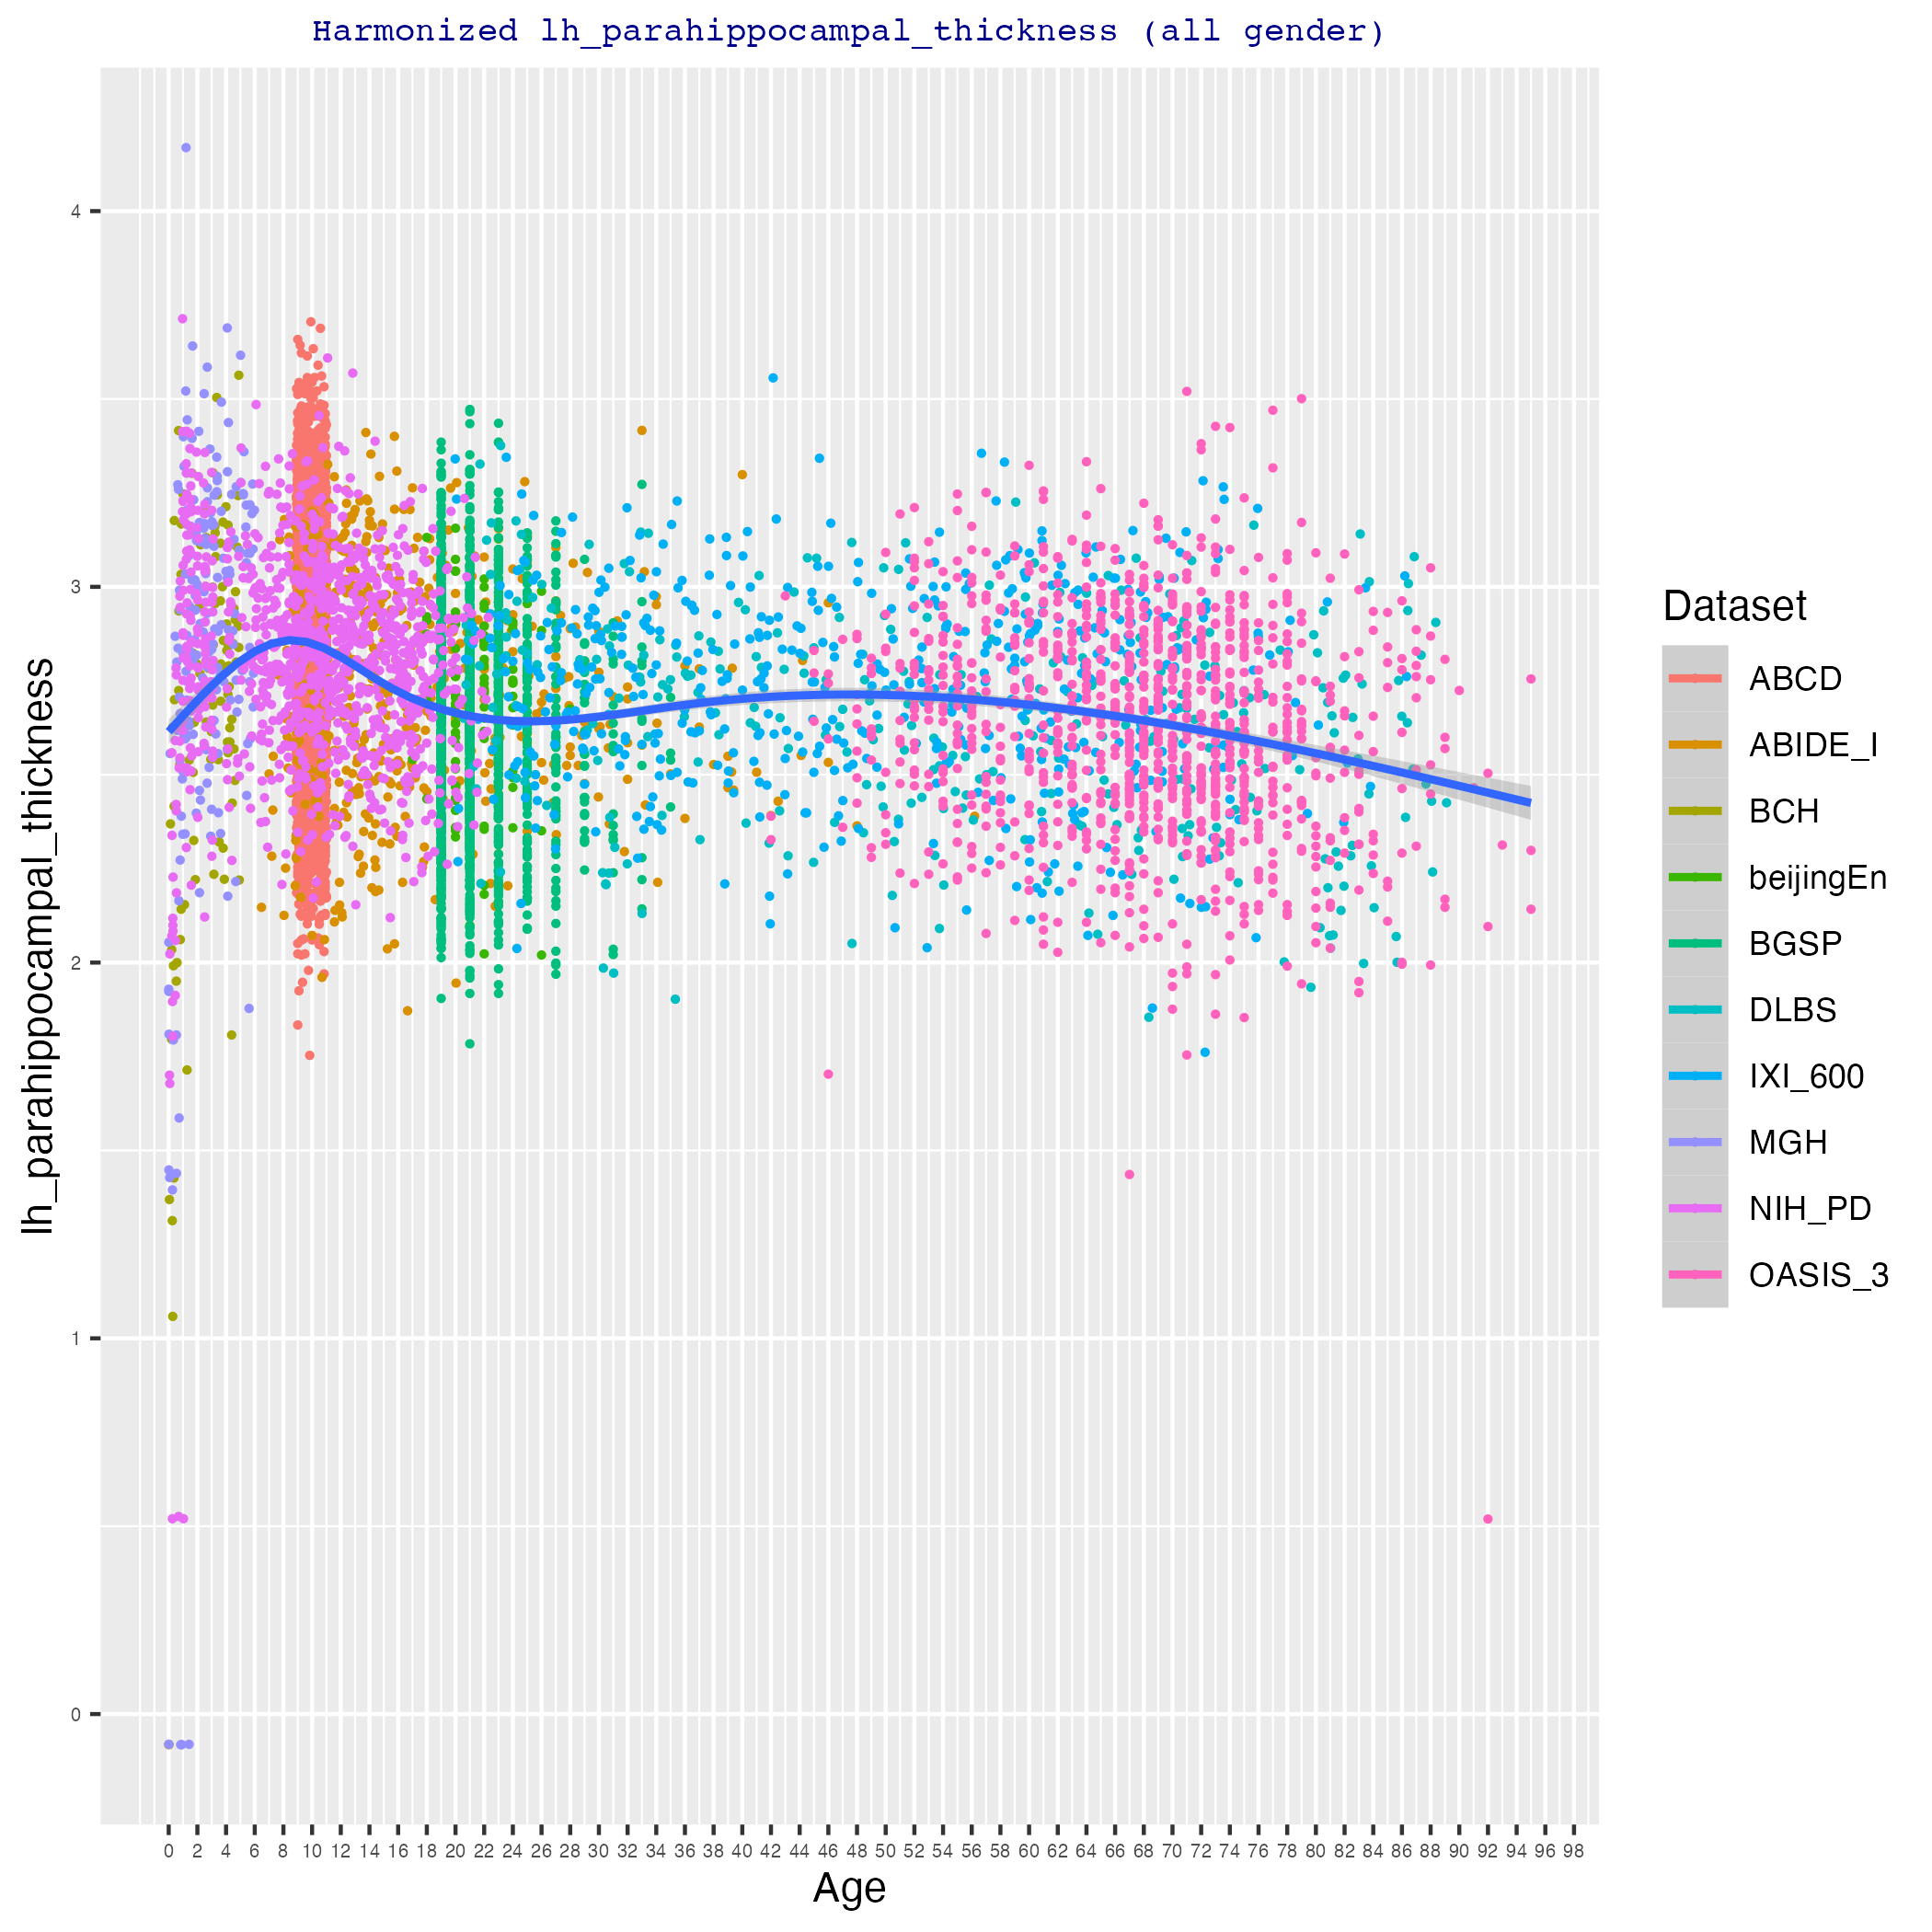 Harmonized lh_parahippocampal_thickness (all gender)
lh_parahippocampal_thickness
4
3
2
1
0
0 2 4 6 8 10 12 14 16 18 20 22 24 26 28 30 32 34 36 38 40 42 44 46 48 50 52 54 56 58 60 62 64 66 68 70 72 74 76 78 80 82 84 86 88 90 92 94 96 98
Age
Dataset
ABCD
ABIDE_I
BCH
beijingEn
BGSP
DLBS
IXI_600
MGH
NIH_PD
OASIS_3